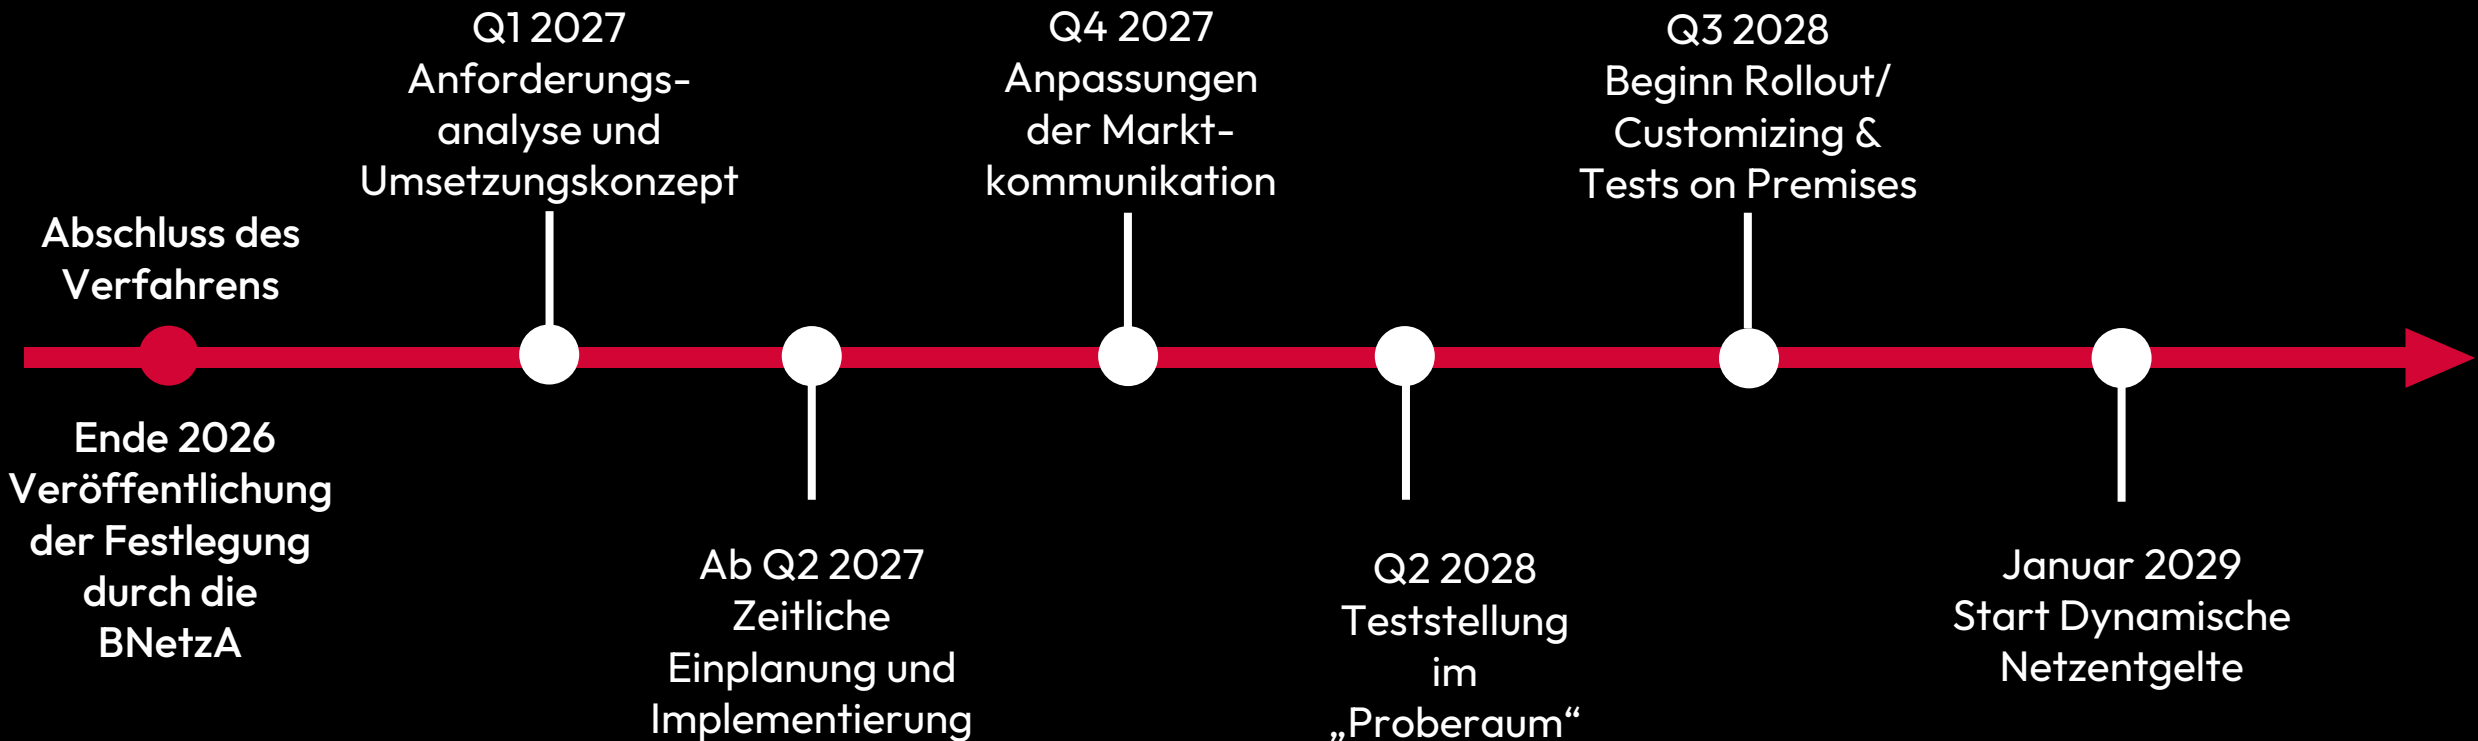 Abschluss des
Verfahrens
Ende 2026
Veröffentlichung
der Festlegung
durch die
BNetzA
Q1 2027
Anforderungs-
analyse und
Umsetzungskonzept
Ab Q2 2027
Zeitliche
Einplanung und
Implementierung
Q4 2027
Anpassungen
der Markt-
kommunikation
Q2 2028
Teststellung
im
„Proberaum“
Q3 2028
Beginn Rollout/
Customizing &
Tests on Premises
Januar 2029
Start Dynamische
Netzentgelte